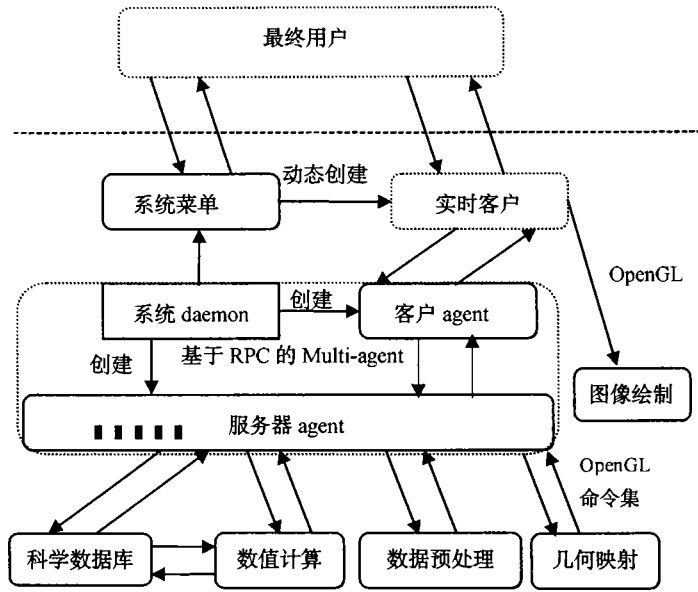 最终用户
动态创建
系统菜单
实时客户
OpenGL
系统 daemon
创建
客户 agent
创建
基于 RPC 的 Multi-agent
图像绘制
服务器 agent
OpenGL
命令集
科学数据库
数值计算
数据预处理
几何映射